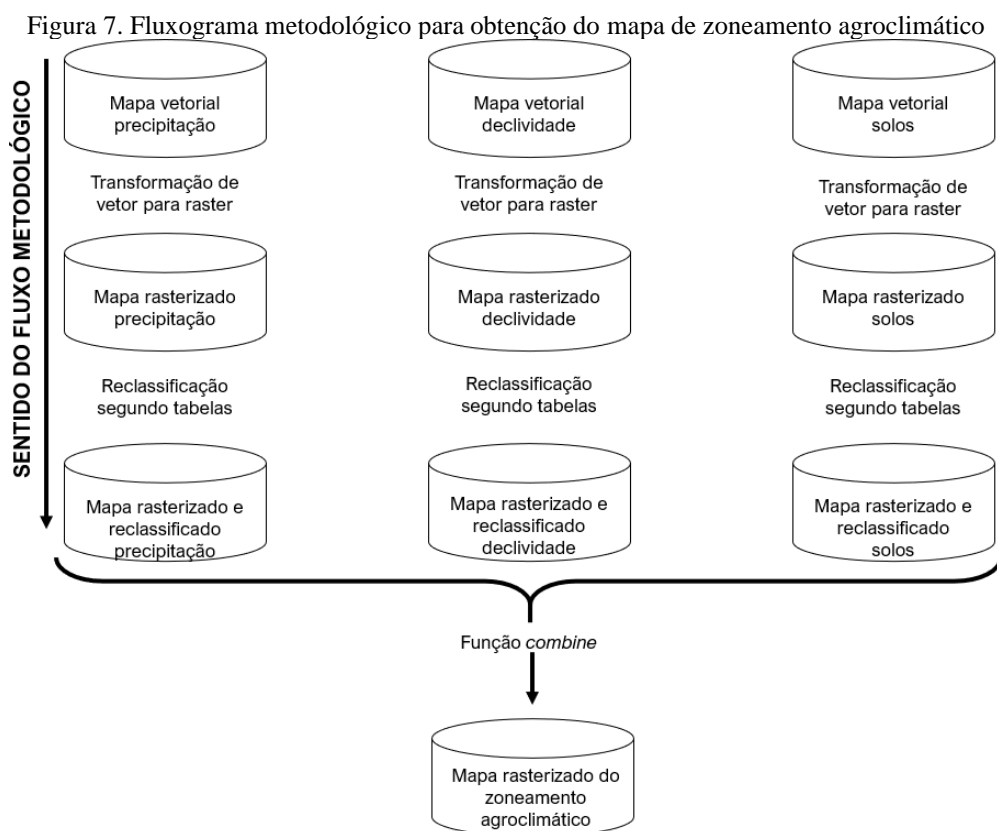 Figura 7. Fluxograma metodológico para obtenção do mapa de zoneamento agroclimático
SENTIDO DO FLUXO METODOLÓGICO
Mapa vetorial
precipitação
Mapa vetorial
declividade
Mapa vetorial
solos
Transformação de
vetor para raster
Transformação de
vetor para raster
Transformação de
vetor para raster
Mapa rasterizado
precipitação
Mapa rasterizado
declividade
Mapa rasterizado
solos
Reclassificação
segundo tabelas
Reclassificação
segundo tabelas
Reclassificação
segundo tabelas
Mapa rasterizado e
reclassificado
precipitação
Mapa rasterizado e
reclassificado
declividade
Mapa rasterizado e
reclassificado
solos
Função combine
Mapa rasterizado do
zoneamento
agroclimático